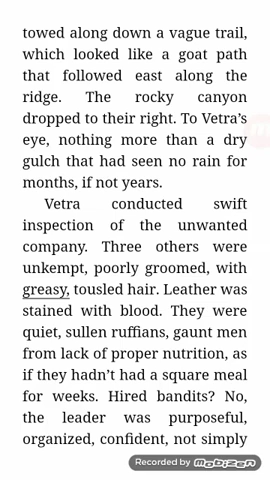 towed along down a vague trail,
which looked like a goat path
that followed east along the
ridge. The rocky canyon
dropped to their right. To Vetra's
eye, nothing more than a dry
gulch that had seen no rain for
months, if not years.
Vetra conducted swift
inspection of the unwanted
company. Three others were
unkempt, poorly groomed, with
greasy, tousled hair. Leather was
stained with blood. They were
quiet, sullen ruffians, gaunt men
from lack of proper nutrition, as
if they hadn't had a square meal
for weeks. Hired bandits? No,
the leader was purposeful,
organized, confident, not simply
Recorded by Mobizen